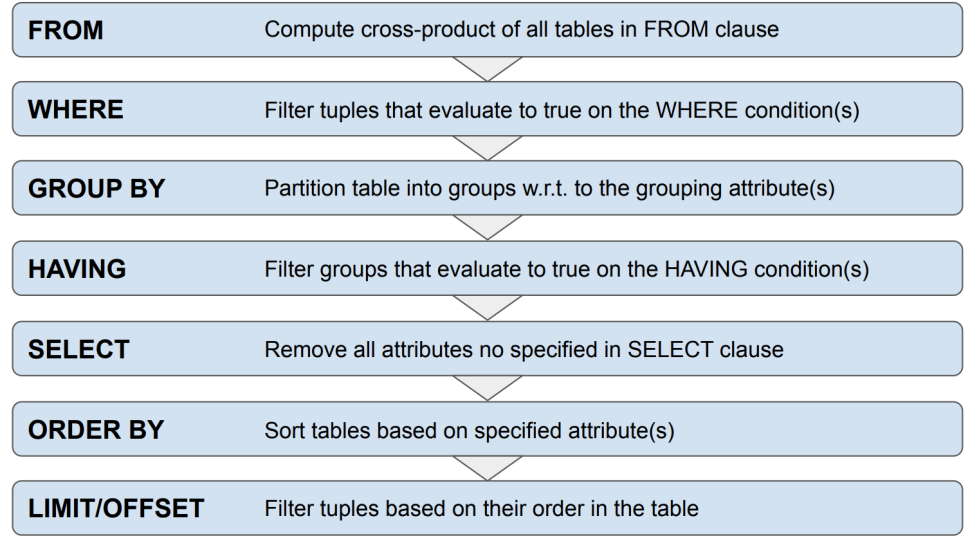 FROM Compute cross-product of all tables in FROM clause
WHERE Filter tuples that evaluate to true on the WHERE condition(s)
GROUP BY Partition table into groups w.r.t. to the grouping attribute(s)
HAVING Filter groups that evaluate to true on the HAVING condition(s)
SELECT Remove all attributes no specified in SELECT clause
ORDER BY Sort tables based on specified attribute(s)
LIMIT/OFFSET Filter tuples based on their order in the table